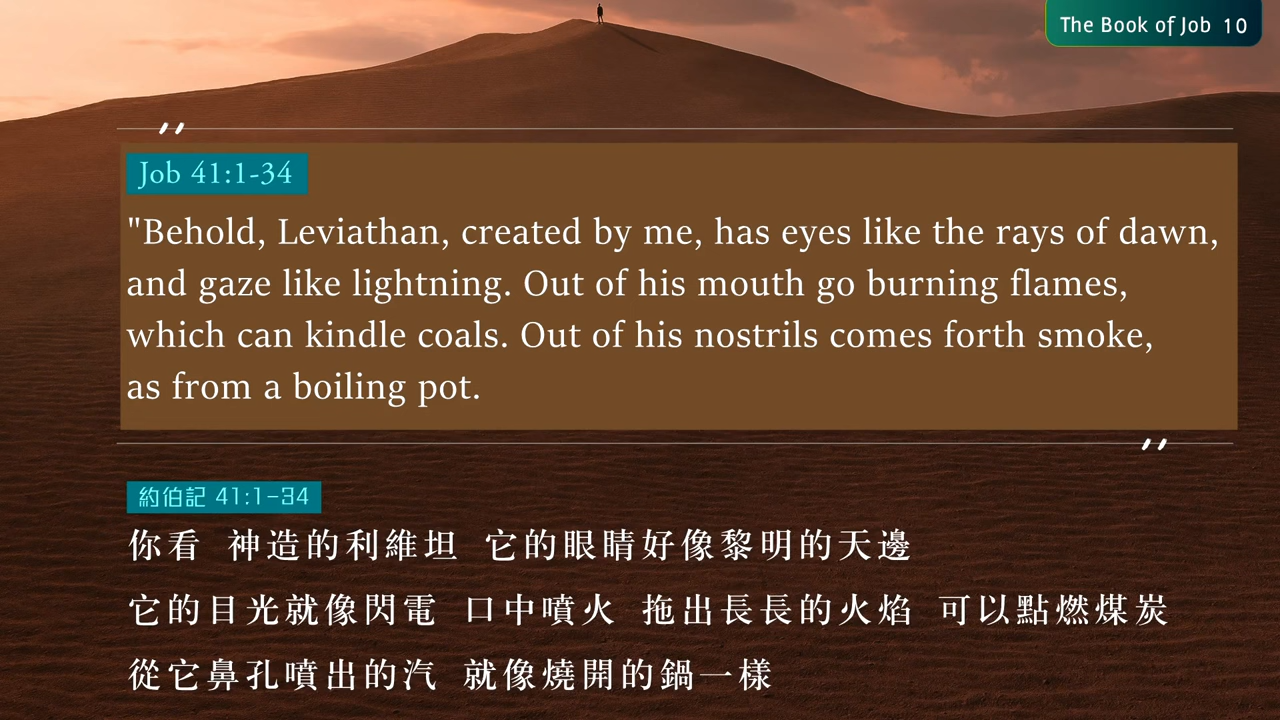 The Book of Job 10
Job 41:1-34
"Behold, Leviathan, created by me, has eyes like the rays of dawn,
and gaze like lightning. Out of his mouth go burning flames,
which can kindle coals. Out of his nostrils comes forth smoke,
as from a boiling pot.
約伯記 41:1-34
你看 神造的利維坦 它的眼睛好像黎明的天邊
它的目光就像閃電 口中噴火 拖出長長的火焰 可以點燃煤炭
從它鼻孔噴出的汽 就像燒開的鍋一樣